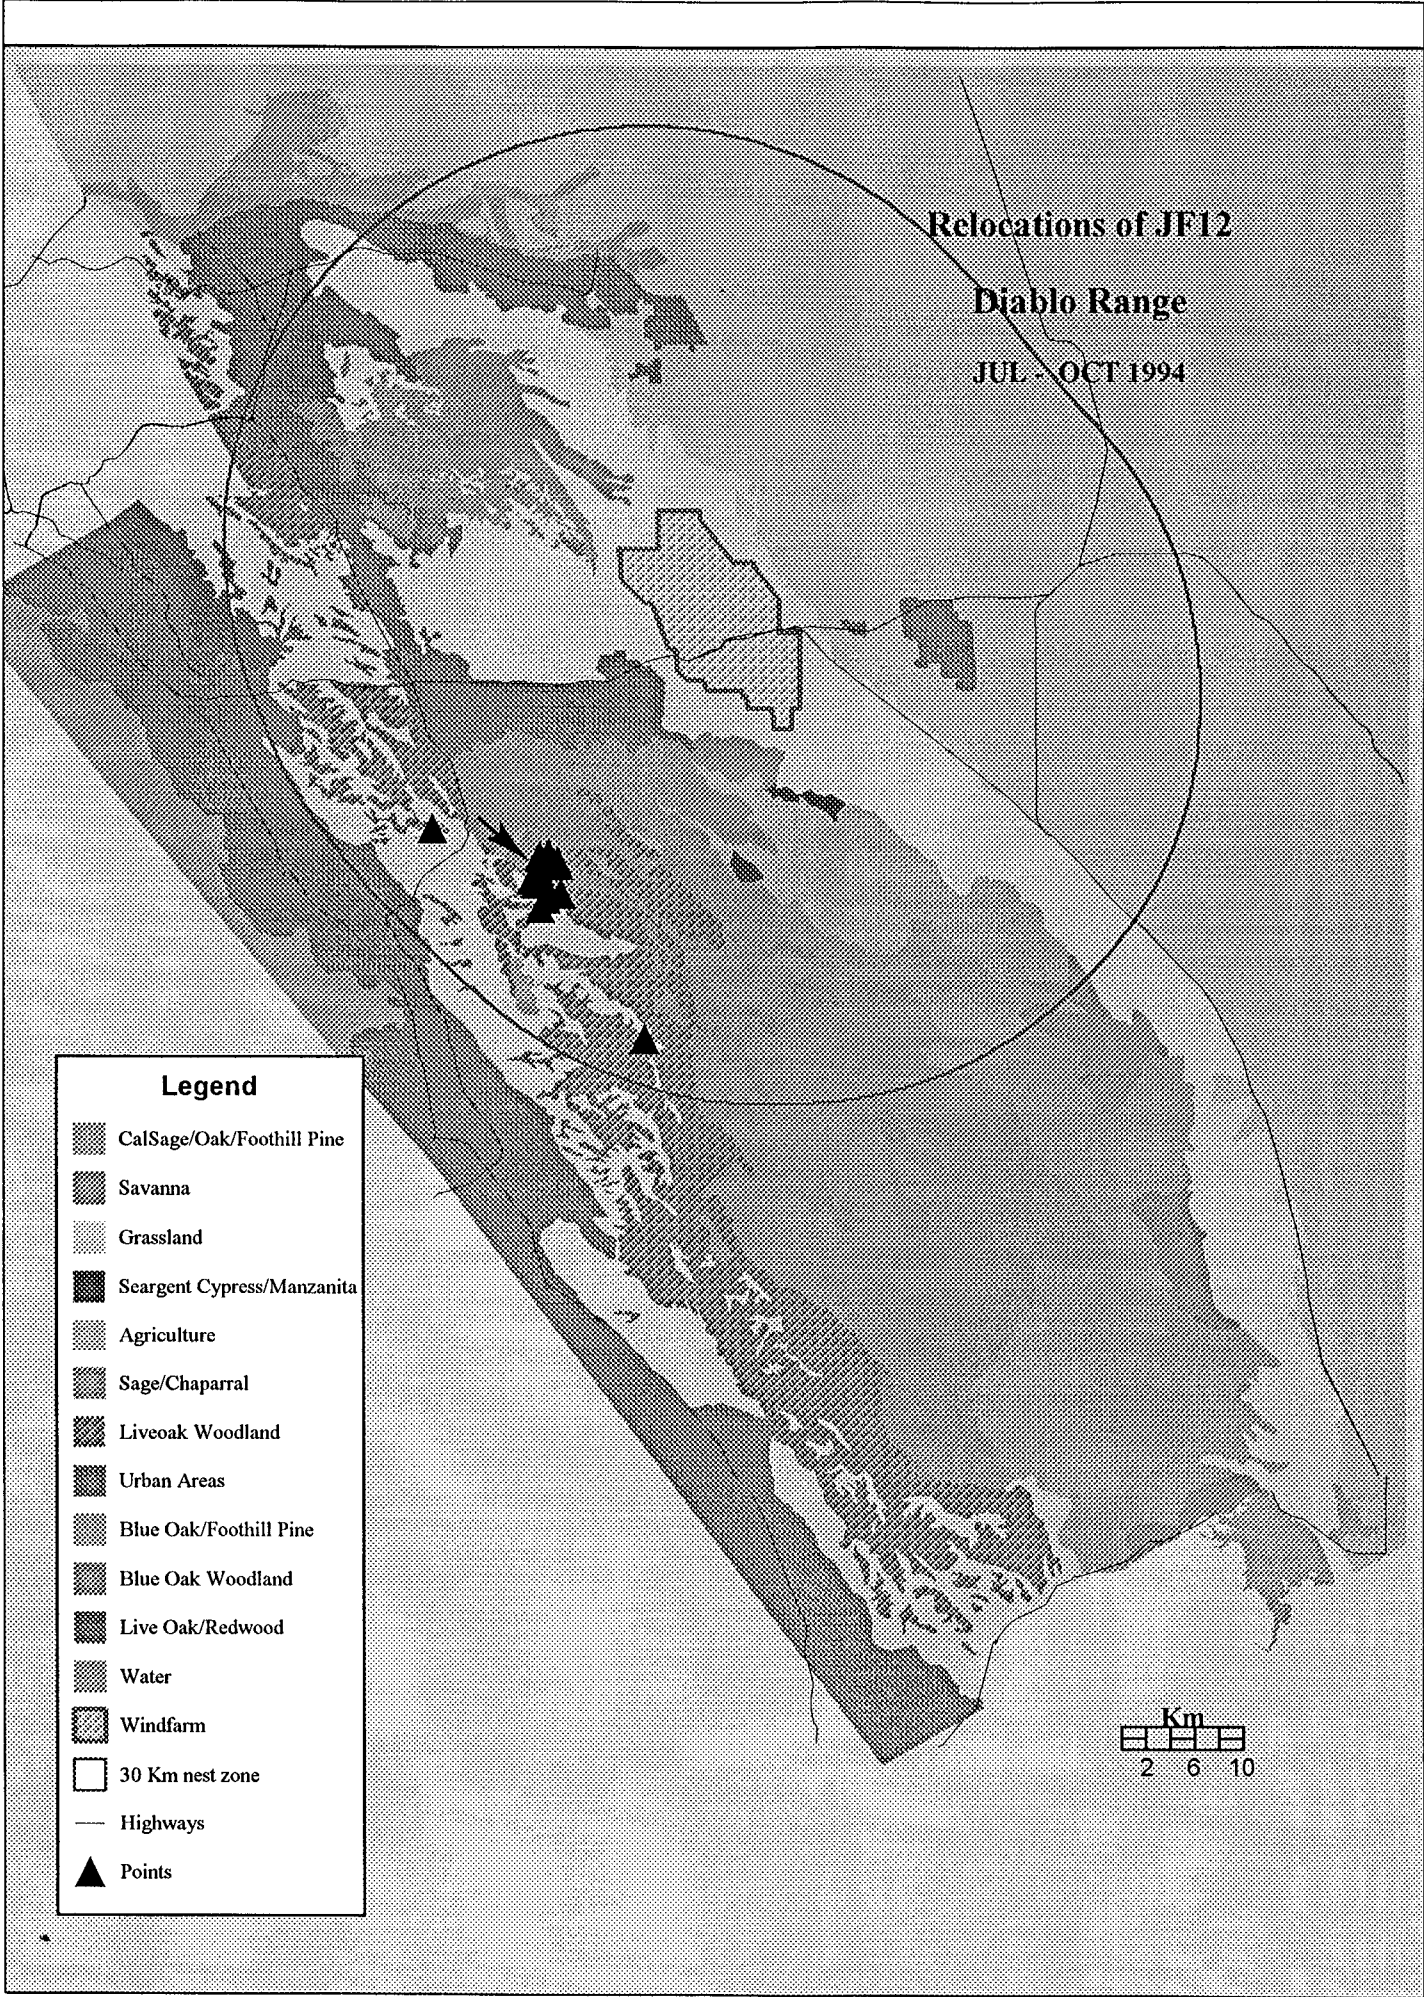 Relocations of JF12
Diablo Range
JUL - OCT 1994
Legend
CalSage/Oak/Foothill Pine
Savanna
Grassland
Seargent Cypress/Manzanita
Agriculture
Sage/Chaparral
Liveoak Woodland
Urban Areas
Blue Oak/Foothill Pine
Blue Oak Woodland
Live Oak/Redwood
Water
Windfarm
30 Km nest zone
Highways
Points
Km
2 6 10